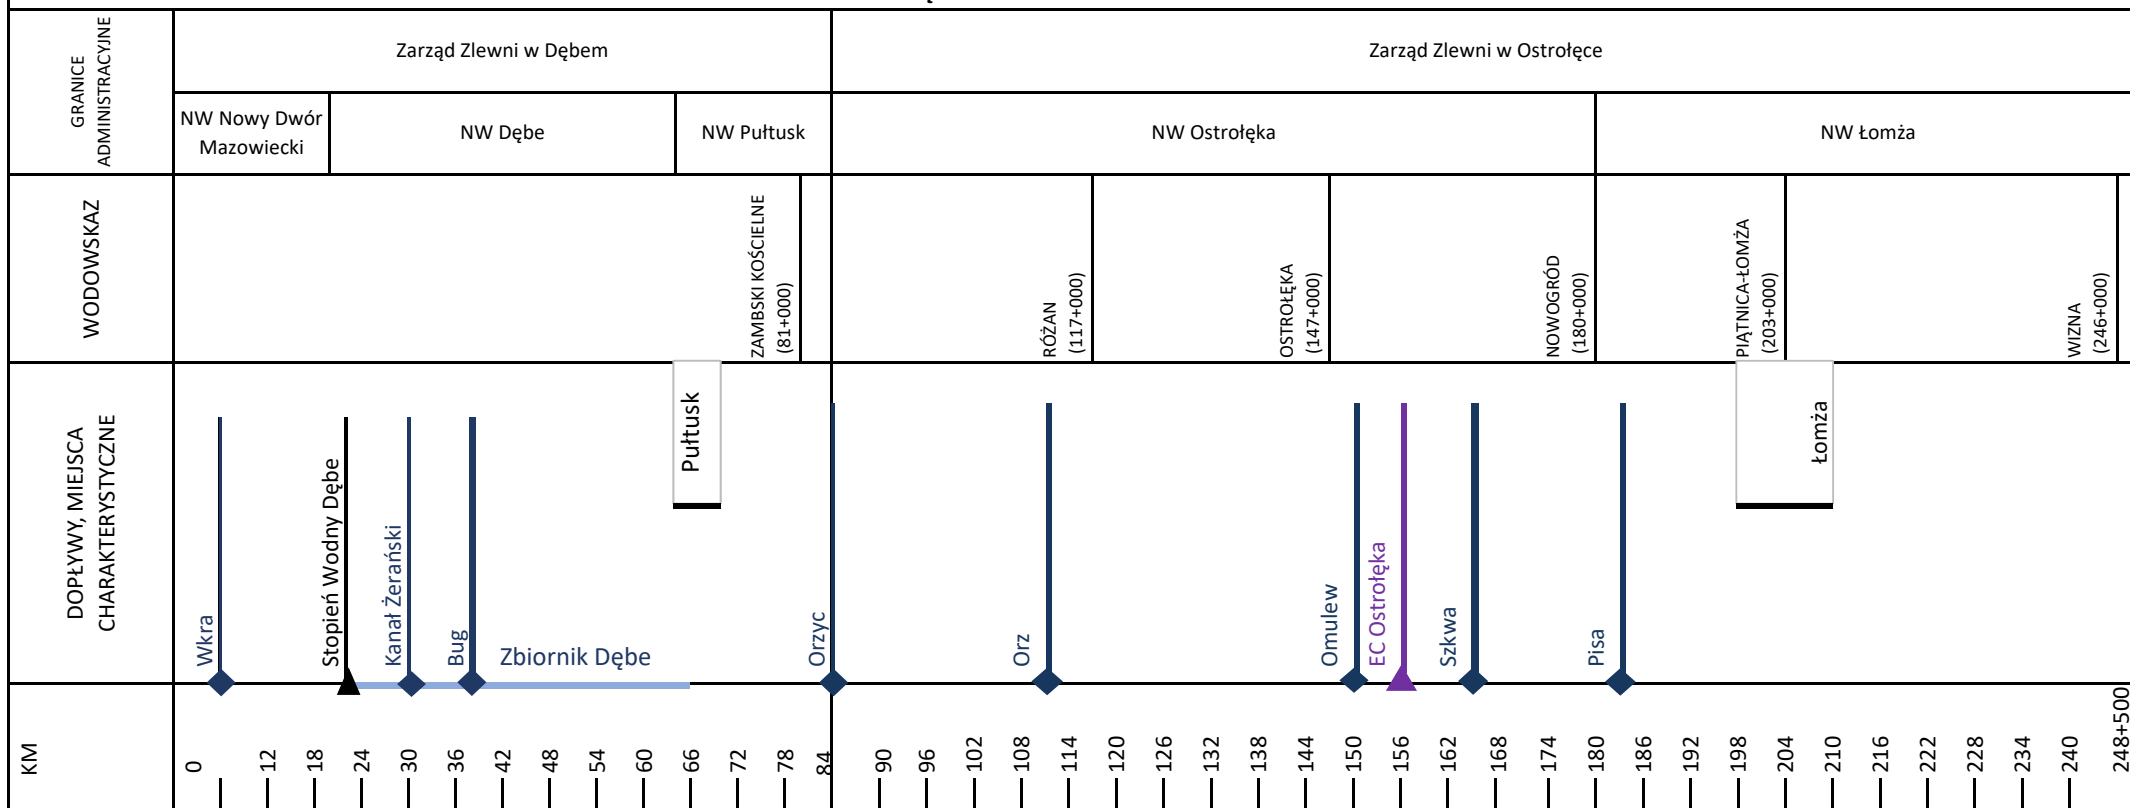 GRANICE
ADMINISTRACYJNE
Zarząd Zlewni w Dębem
Zarząd Zlewni w Ostrołęce
NW Nowy Dwór
Mazowiecki
NW Dębe
NW Pułtusk
NW Ostrołęka
NW Łomża
WODOWSKAZ
ZAMBSKI KOŚCIELNE
(81+000)
RÓŻAN
(117+000)
OSTROŁĘKA
(147+000)
NOWOGRÓD
(180+000)
PIĄTNICA-ŁOMŻA
(203+000)
WIZNA
(246+000)
DOPŁYWY, MIEJSCA
CHARAKTERYSTYCZNE
Wkra
Stopień Wodny Dębe
Kanał Żerański
Bug
Zbiornik Dębe
Pułtusk
Orzyc
Orz
Omulew
EC Ostrołęka
Szkwa
Pisa
Łomża
KM
0
12
18
24
30
36
42
48
54
60
66
72
78
84
90
96
102
108
114
120
126
132
138
144
150
156
162
168
174
180
186
192
198
204
210
216
222
228
234
240
248+500